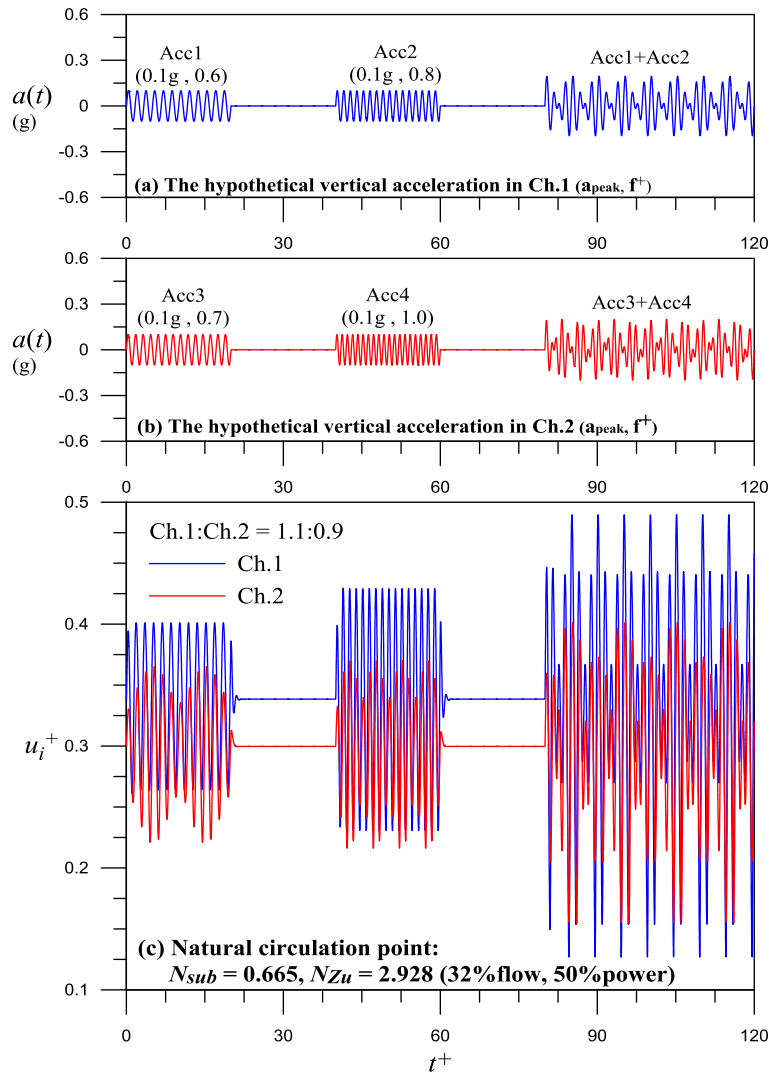 0.6
0.3
0
-0.3
-0.6
a(t)
(g)
Acc1
(0.1g , 0.6)
Acc2
(0.1g , 0.8)
Acc1+Acc2
(a) The hypothetical vertical acceleration in Ch.1 (apeak, f+)
0 30 60 90 120
0.6
0.3
0
-0.3
-0.6
a(t)
(g)
Acc3
(0.1g , 0.7)
Acc4
(0.1g , 1.0)
Acc3+Acc4
(b) The hypothetical vertical acceleration in Ch.2 (apeak, f+)
0 30 60 90 120
0.5
0.4
0.3
0.2
0.1
ui+
Ch.1:Ch.2 = 1.1:0.9
Ch.1
Ch.2
(c) Natural circulation point:
Nsub = 0.665, NZu = 2.928 (32%flow, 50%power)
0 30 60 90 120
t+